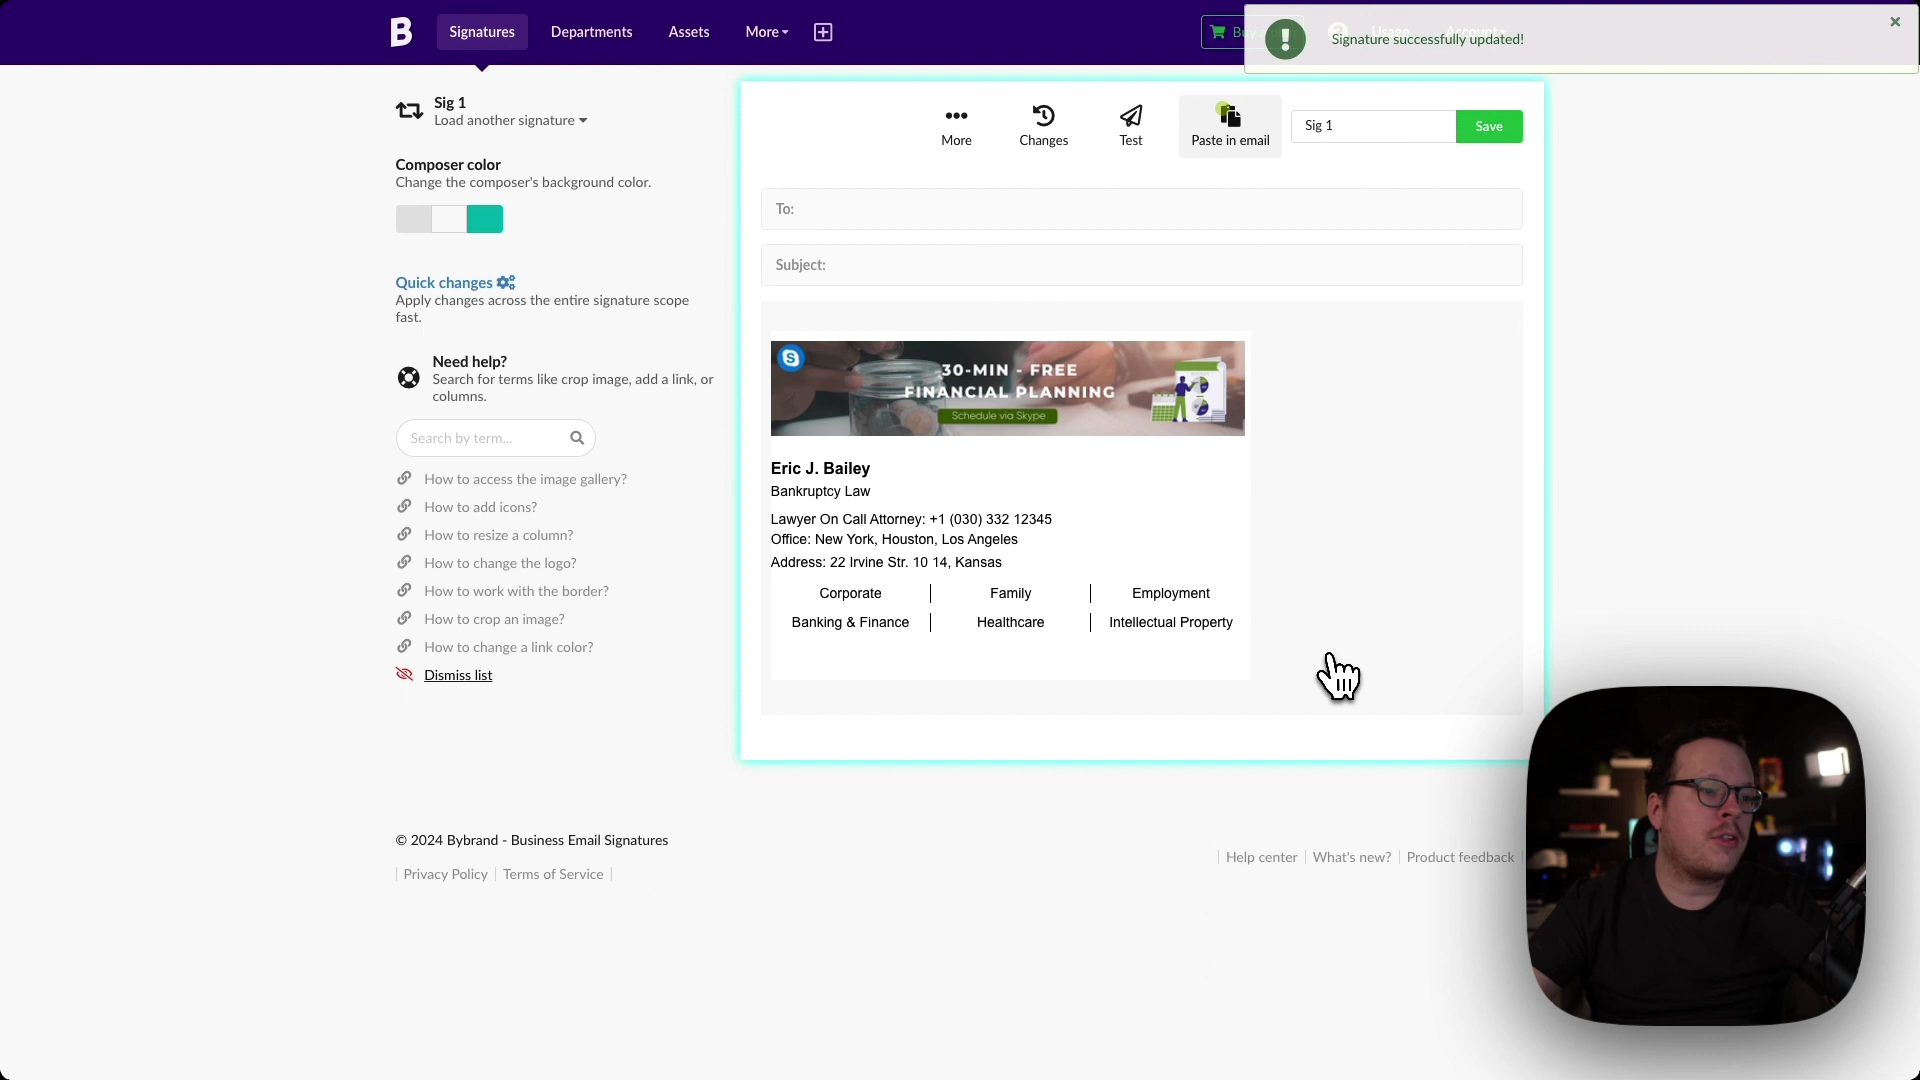 B
Signatures
Departments
Assets
More
Buy
Usage
Account
Signature successfully updated!
Sig 1
Load another signature
Composer color
Change the composer's background color.
Quick changes
Apply changes across the entire signature scope
fast.
Need help?
Search for terms like crop image, add a link, or
columns.
Search by term...
How to access the image gallery?
How to add icons?
How to resize a column?
How to change the logo?
How to work with the border?
How to crop an image?
How to change a link color?
Dismiss list
More
Changes
Test
Paste in email
Sig 1
Save
To:
Subject:
30-MIN - FREE
FINANCIAL PLANNING
Schedule via Skype
Eric J. Bailey
Bankruptcy Law
Lawyer On Call Attorney: +1 (030) 332 12345
Office: New York, Houston, Los Angeles
Address: 22 Irvine Str. 10 14, Kansas
Corporate
Family
Employment
Banking & Finance
Healthcare
Intellectual Property
© 2024 Bybrand - Business Email Signatures
Privacy Policy
Terms of Service
Help center
What's new?
Product feedback